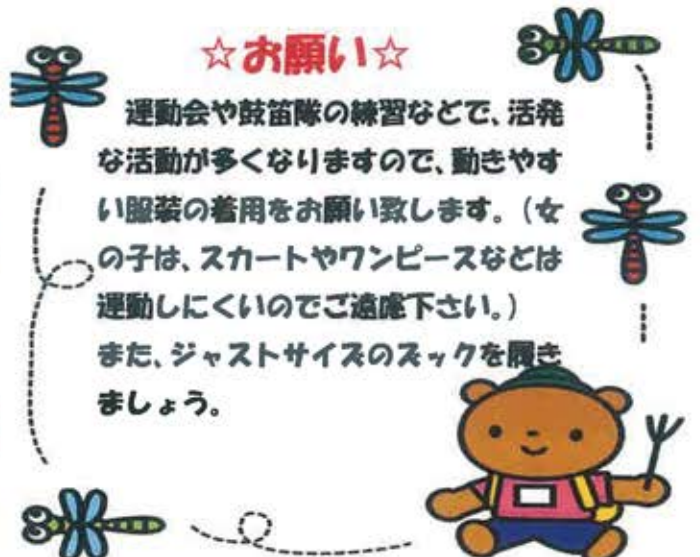 ☆お願い☆
運動会や鼓笛隊の練習などで、活発
な活動が多くなりますので、動きやす
い服装の着用をお願い致します。(女
の子は、スカートやワンピースなどは
運動しにくいのでご遠慮下さい。)
また、ジャストサイズのズックを履き
ましょう。